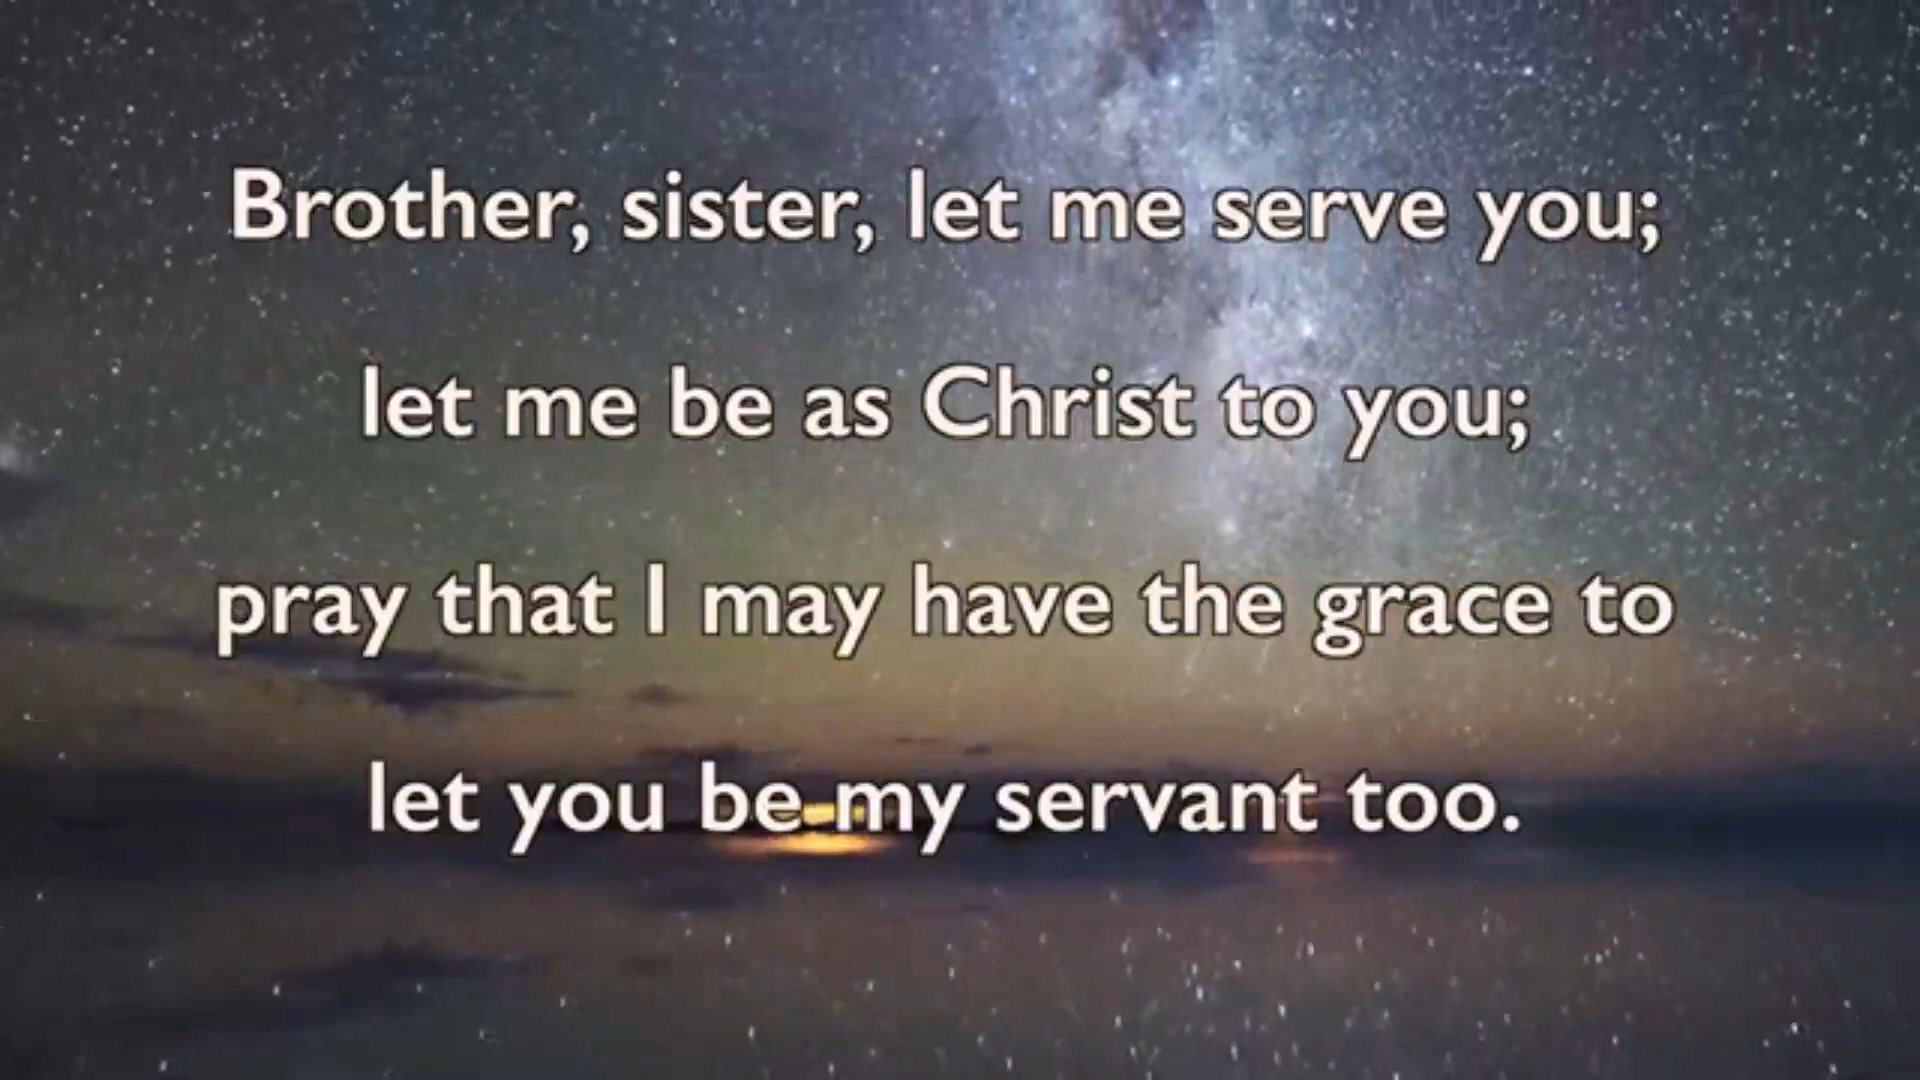 Brother, sister, let me serve you;
let me be as Christ to you;
pray that I may have the grace to
let you be my servant too.